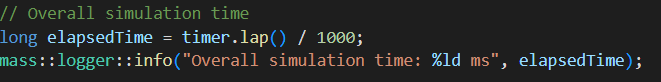 // Overall simulation time
long elapsedTime = timer.lap() / 1000;
mass::logger::info("Overall simulation time: %ld ms", elapsedTime);